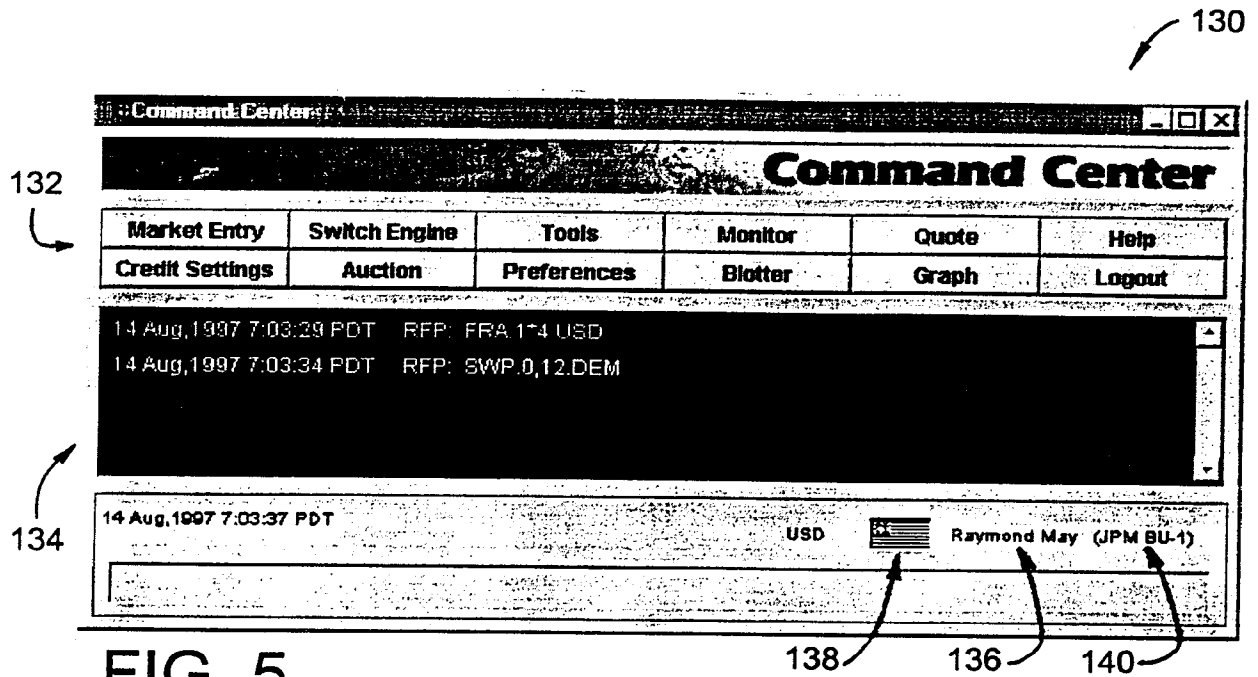 130
Command Center
Command Center
132
Market Entry Switch Engine Tools Monitor Quote Help
Credit Settings Auction Preferences Blotter Graph Logout
14 Aug,1997 7:03:29 PDT RFP: FRA.1*4.USD
14 Aug,1997 7:03:34 PDT RFP: SWP.0,12.DEM
134
14 Aug,1997 7:03:37 PDT
USD Raymond May (JPM BU-1)
138 136 140
FIG. 5